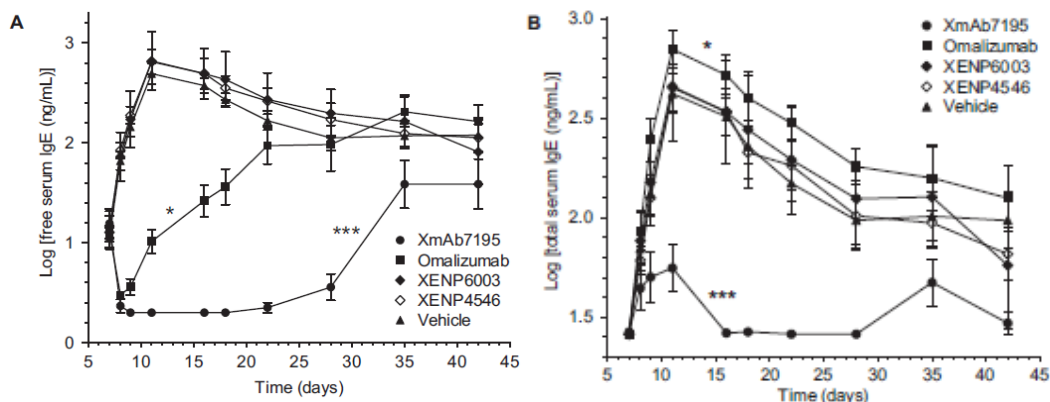 A
Log [free serum IgE (ng/mL)]
3
2
1
0
*
***
XmAb7195
Omalizumab
XENP6003
XENP4546
Vehicle
5 10 15 20 25 30 35 40 45
Time (days)
B
Log [total serum IgE (ng/mL)]
3.0
2.5
2.0
1.5
*
***
XmAb7195
Omalizumab
XENP6003
XENP4546
Vehicle
5 10 15 20 25 30 35 40 45
Time (days)